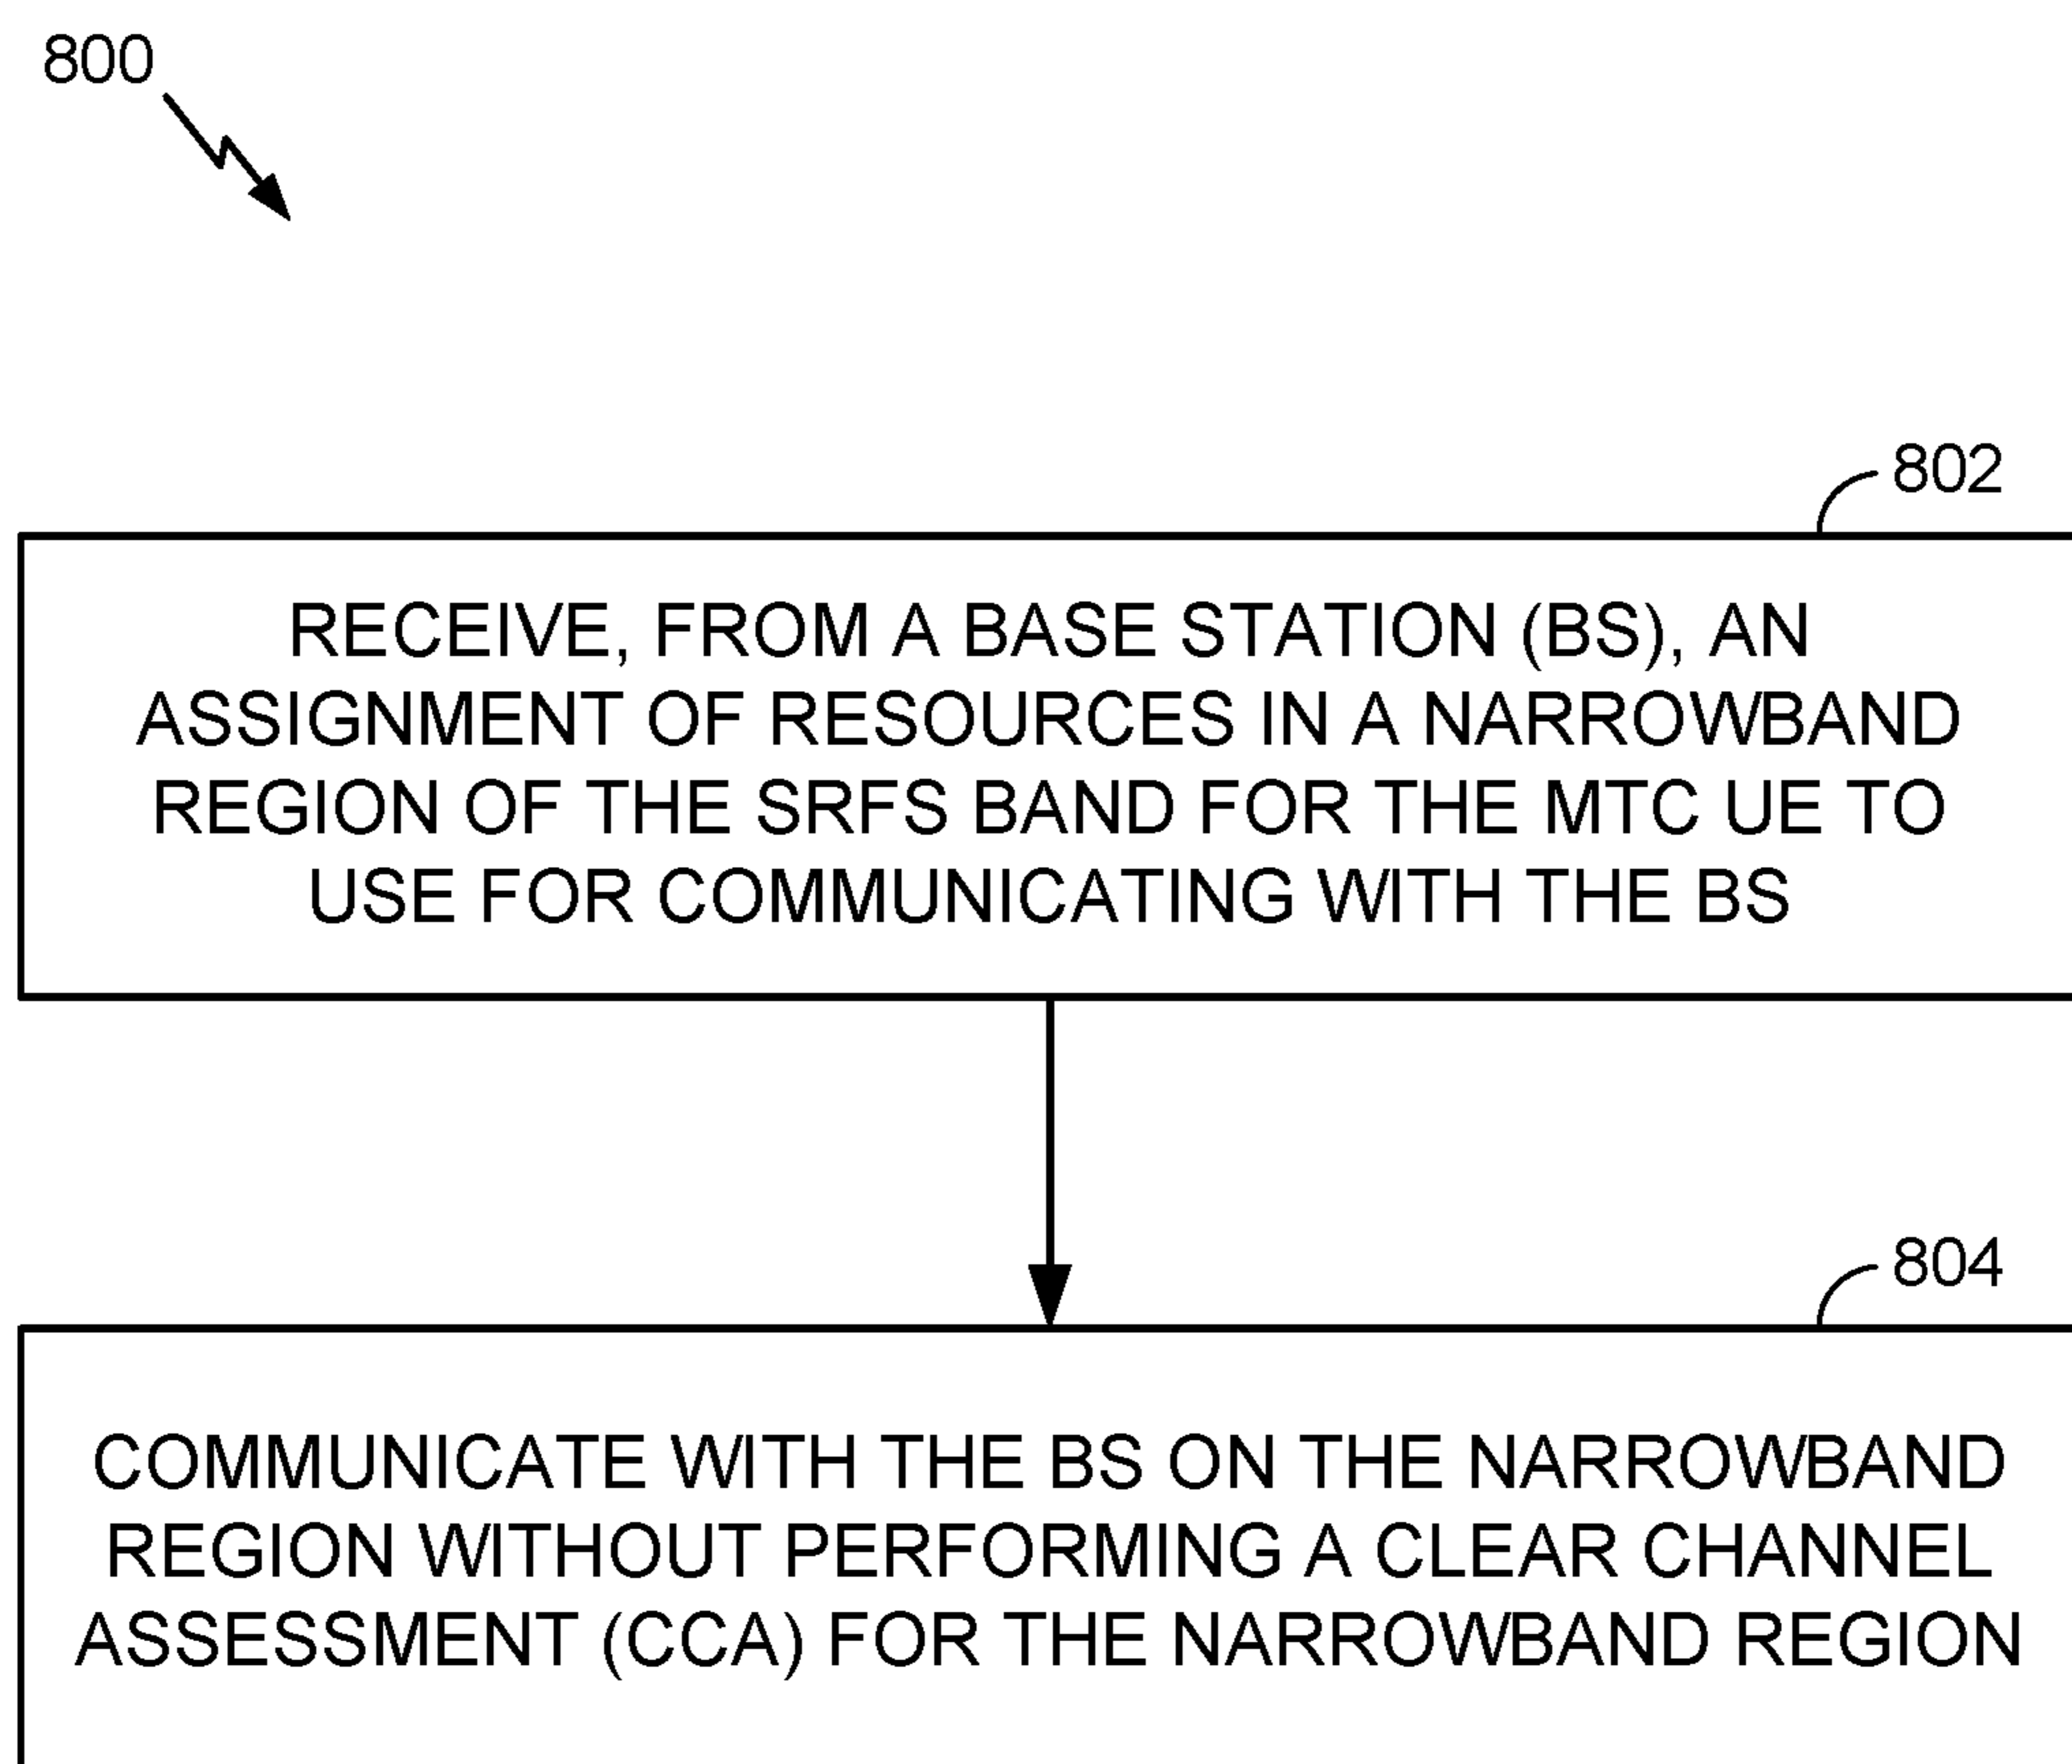 800
802
RECEIVE, FROM A BASE STATION (BS), AN
ASSIGNMENT OF RESOURCES IN A NARROWBAND
REGION OF THE SRFS BAND FOR THE MTC UE TO
USE FOR COMMUNICATING WITH THE BS
804
COMMUNICATE WITH THE BS ON THE NARROWBAND
REGION WITHOUT PERFORMING A CLEAR CHANNEL
ASSESSMENT (CCA) FOR THE NARROWBAND REGION